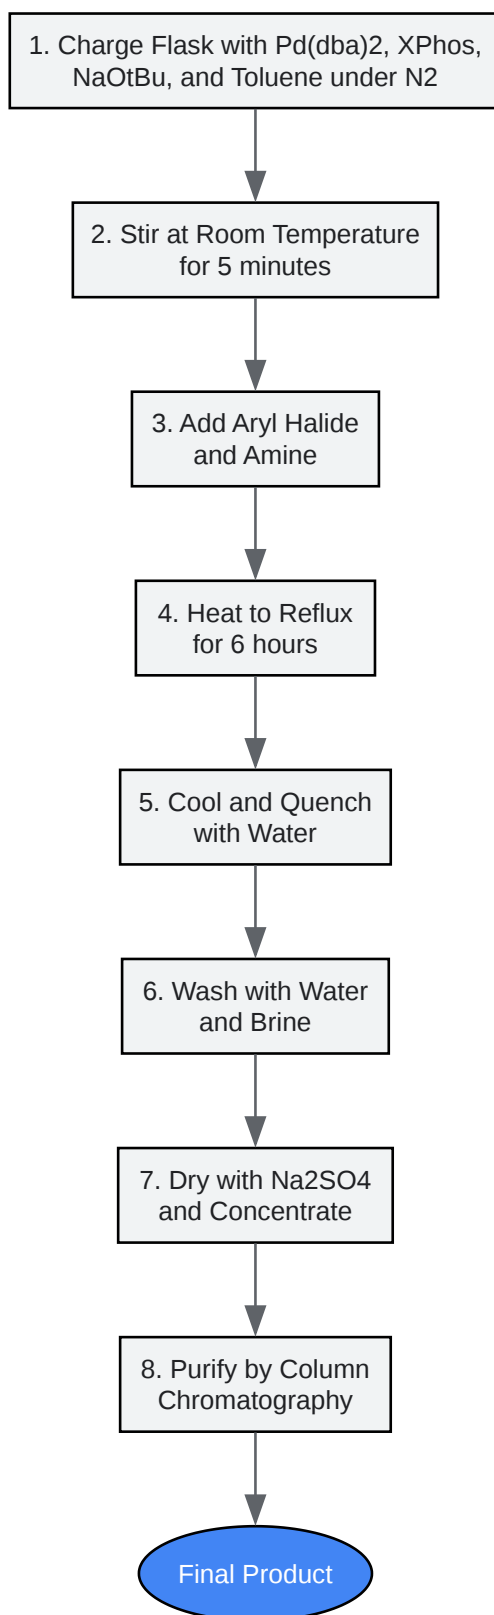 1. Charge Flask with Pd(dba)2, XPhos,
NaOtBu, and Toluene under N2
2. Stir at Room Temperature
for 5 minutes
3. Add Aryl Halide
and Amine
4. Heat to Reflux
for 6 hours
5. Cool and Quench
with Water
6. Wash with Water
and Brine
7. Dry with Na2SO4
and Concentrate
8. Purify by Column
Chromatography
Final Product